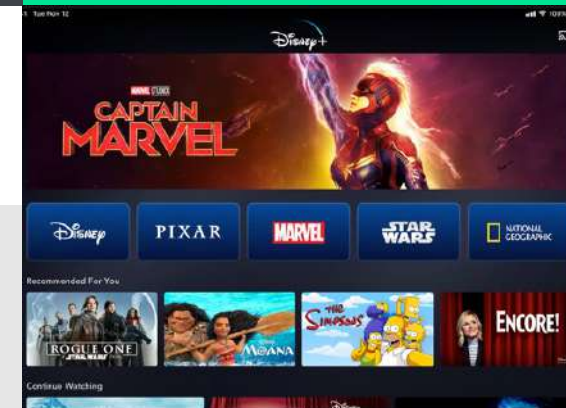 Tue Nov 12
Disney+
MARVEL STUDIOS
CAPTAIN
MARVEL
Disney
PIXAR
MARVEL
STAR
WARS
NATIONAL
GEOGRAPHIC
Recommended For You
ROGUE ONE
STAR WARS
Disney
MOANA
THE
SIMPSONS
ENCORE!
Continue Watching
Disney